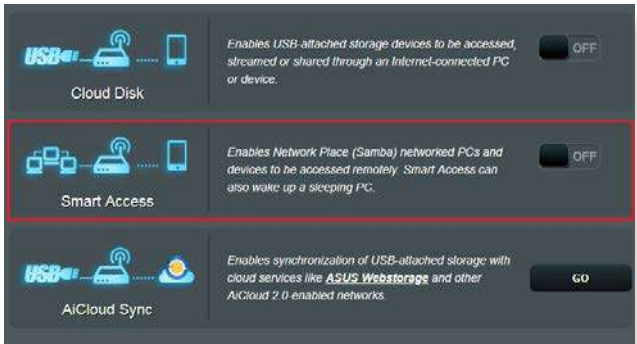 USB
Cloud Disk
Enables USB-attached storage devices to be accessed,
streamed or shared through an Internet-connected PC
or device.
OFF
Smart Access
Enables Network Place (Samba) networked PCs and
devices to be accessed remotely. Smart Access can
also wake up a sleeping PC.
OFF
USB
AiCloud Sync
Enables synchronization of USB-attached storage with
cloud services like ASUS Webstorage and other
AiCloud 2.0-enabled networks.
GO